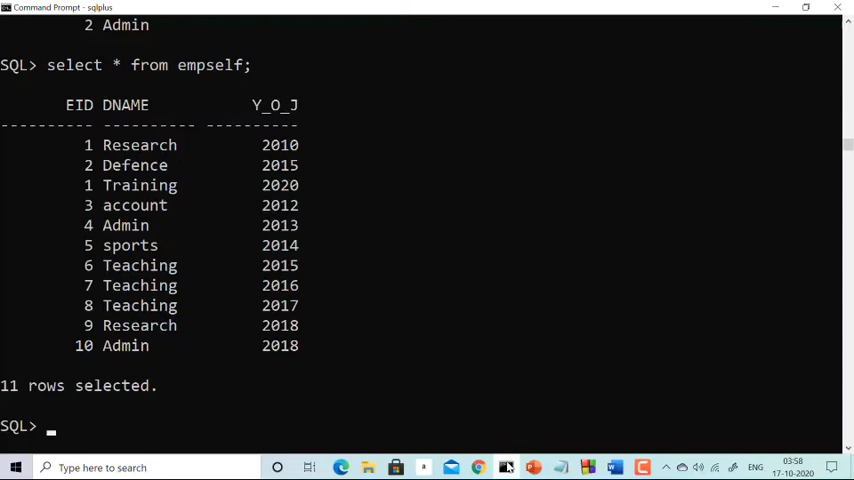 Command Prompt - sqlplus
2 Admin
SQL> select * from empself;
EID DNAME Y_O_J
---------- ---------- ----------
1 Research 2010
2 Defence 2015
1 Training 2020
3 account 2012
4 Admin 2013
5 sports 2014
6 Teaching 2015
7 Teaching 2016
8 Teaching 2017
9 Research 2018
10 Admin 2018
11 rows selected.
SQL>
Type here to search
a
ENG
03:58
17-10-2020